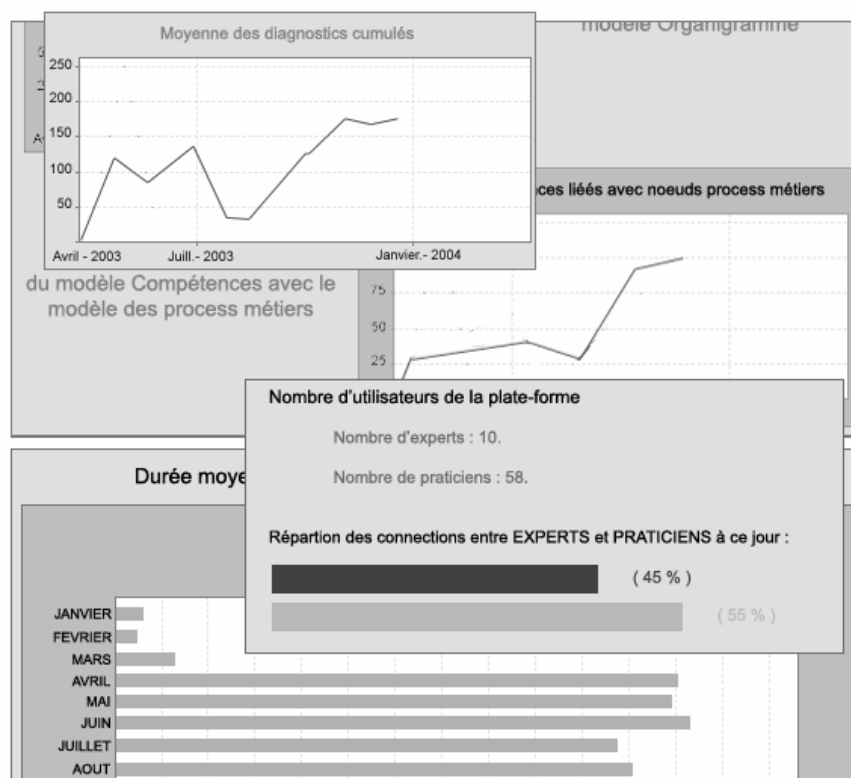 Moyenne des diagnostics cumulés
modèle Organigramme
250
200
150
100
50
Avril - 2003
Juill.- 2003
Janvier.- 2004
liéés avec noeuds process métiers
75
50
25
du modèle Compétences avec le
modèle des process métiers
Nombre d'utilisateurs de la plate-forme
Nombre d'experts : 10.
Nombre de praticiens : 58.
Répartion des connections entre EXPERTS et PRATICIENS à ce jour :
( 45 % )
( 55 % )
Durée
JANVIER
FEVRIER
MARS
AVRIL
MAI
JUIN
JUILLET
AOUT